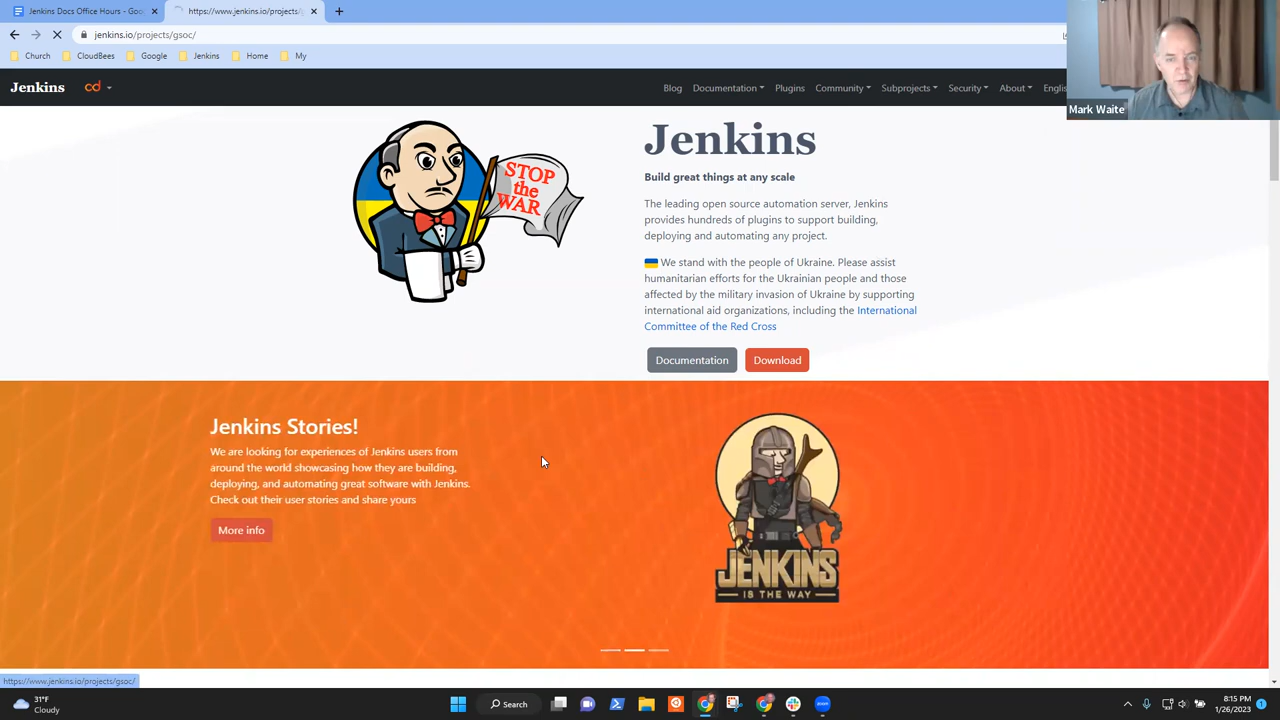 Jenkins Docs Office Hours - Goo
https://www.jenkins.io/projects/g
jenkins.io/projects/gsoc/
Church
CloudBees
Google
Jenkins
Home
My
Jenkins
cd
Blog
Documentation
Plugins
Community
Subprojects
Security
About
Englis
Mark Waite
STOP
the
WAR
Jenkins
Build great things at any scale
The leading open source automation server, Jenkins
provides hundreds of plugins to support building,
deploying and automating any project.
We stand with the people of Ukraine. Please assist
humanitarian efforts for the Ukrainian people and those
affected by the military invasion of Ukraine by supporting
international aid organizations, including the International
Committee of the Red Cross
Documentation
Download
Jenkins Stories!
We are looking for experiences of Jenkins users from
around the world showcasing how they are building,
deploying, and automating great software with Jenkins.
Check out their user stories and share yours
More info
JENKINS
IS THE WAY
https://www.jenkins.io/projects/gsoc/
31°F
Cloudy
Search
zoom
8:15 PM
1/26/2023